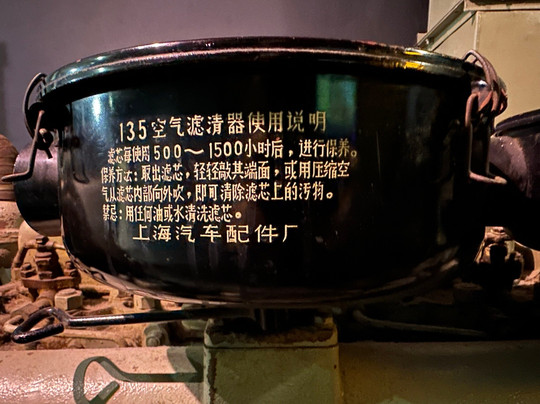 135空气滤清器使用说明
滤芯每使用500～1500小时后，进行保养。
保养方法：取出滤芯，轻轻敲其端面，或用压缩空
气从滤芯内部向外吹，即可清除滤芯上的污物。
禁忌：用任何油或水清洗滤芯。
上海汽车配件厂